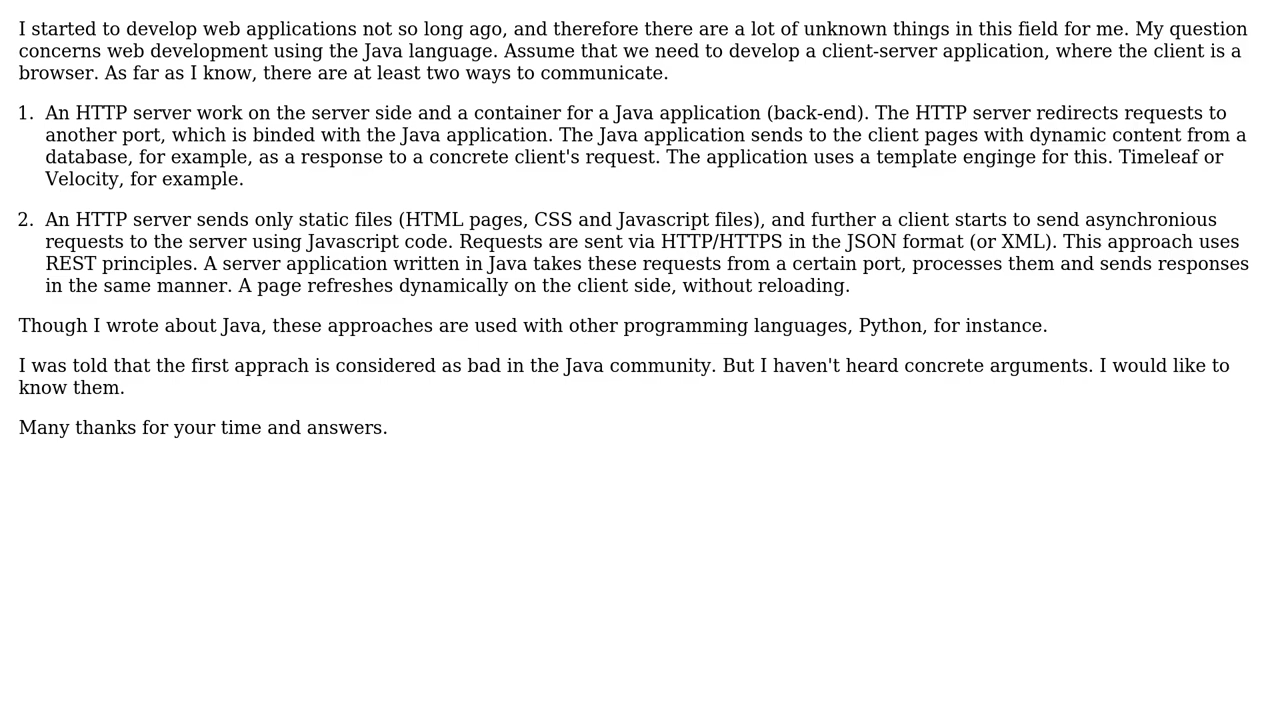 I started to develop web applications not so long ago, and therefore there are a lot of unknown things in this field for me. My question
concerns web development using the Java language. Assume that we need to develop a client-server application, where the client is a
browser. As far as I know, there are at least two ways to communicate.
1. An HTTP server work on the server side and a container for a Java application (back-end). The HTTP server redirects requests to
another port, which is binded with the Java application. The Java application sends to the client pages with dynamic content from a
database, for example, as a response to a concrete client's request. The application uses a template enginge for this. Timeleaf or
Velocity, for example.
2. An HTTP server sends only static files (HTML pages, CSS and Javascript files), and further a client starts to send asynchronious
requests to the server using Javascript code. Requests are sent via HTTP/HTTPS in the JSON format (or XML). This approach uses
REST principles. A server application written in Java takes these requests from a certain port, processes them and sends responses
in the same manner. A page refreshes dynamically on the client side, without reloading.
Though I wrote about Java, these approaches are used with other programming languages, Python, for instance.
I was told that the first apprach is considered as bad in the Java community. But I haven't heard concrete arguments. I would like to
know them.
Many thanks for your time and answers.